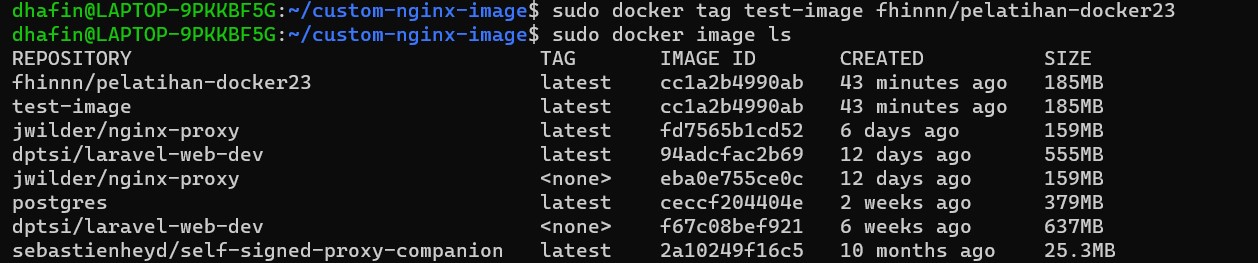 dhafin@LAPTOP-9PKKBF5G:~/custom-nginx-image$ sudo docker tag test-image fhinnn/pelatihan-docker23
dhafin@LAPTOP-9PKKBF5G:~/custom-nginx-image$ sudo docker image ls
REPOSITORY TAG IMAGE ID CREATED SIZE
fhinnn/pelatihan-docker23 latest cc1a2b4990ab 43 minutes ago 185MB
test-image latest cc1a2b4990ab 43 minutes ago 185MB
jwilder/nginx-proxy latest fd7565b1cd52 6 days ago 159MB
dptsi/laravel-web-dev latest 94adcfac2b69 12 days ago 555MB
jwilder/nginx-proxy <none> eba0e755ce0c 12 days ago 159MB
postgres latest ceccf204404e 2 weeks ago 379MB
dptsi/laravel-web-dev <none> f67c08bef921 6 weeks ago 637MB
sebastienheyd/self-signed-proxy-companion latest 2a10249f16c5 10 months ago 25.3MB